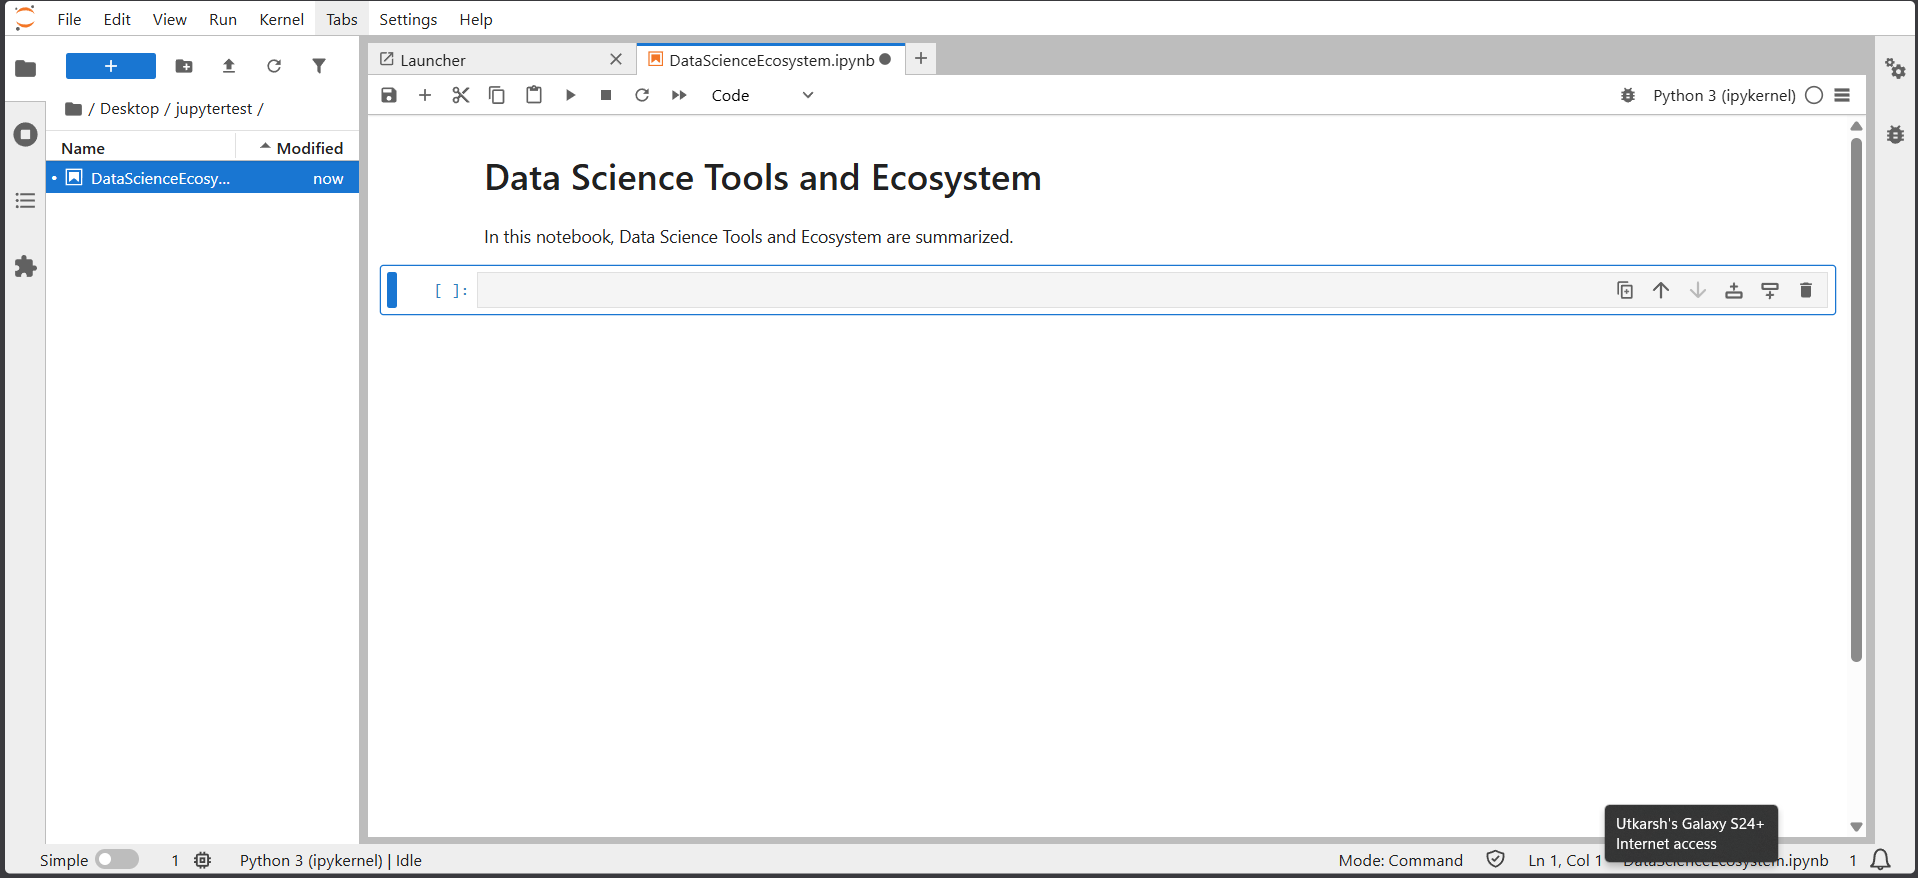 File Edit View Run Kernel Tabs Settings Help
/ Desktop / jupytertest /
Name Modified
DataScienceEcosy... now
Launcher
DataScienceEcosystem.ipynb
Code
Python 3 (ipykernel)
Data Science Tools and Ecosystem
In this notebook, Data Science Tools and Ecosystem are summarized.
[ ]:
Utkarsh's Galaxy S24+
Internet access
Simple 1 Python 3 (ipykernel) | Idle Mode: Command Ln 1, Col 1 DataScienceEcosystem.ipynb 1